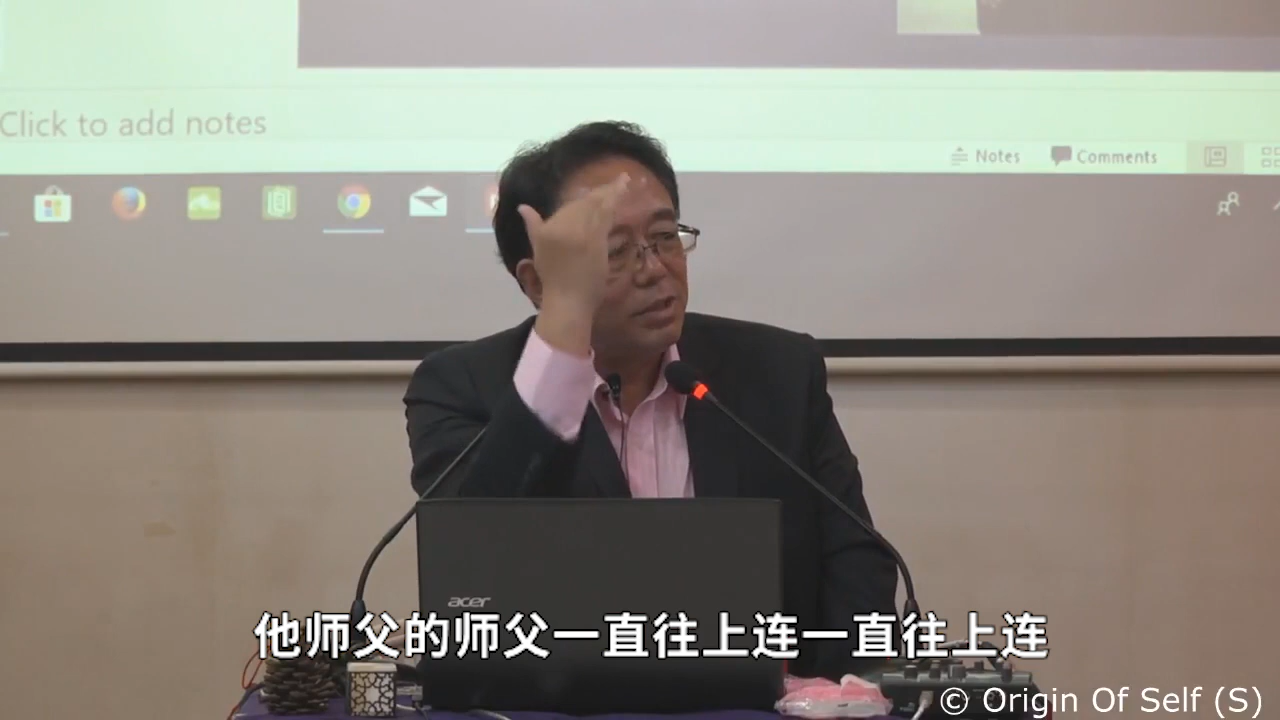 Click to add notes
Notes
Comments
acer
他师父的师父一直往上连一直往上连
© Origin Of Self (S)